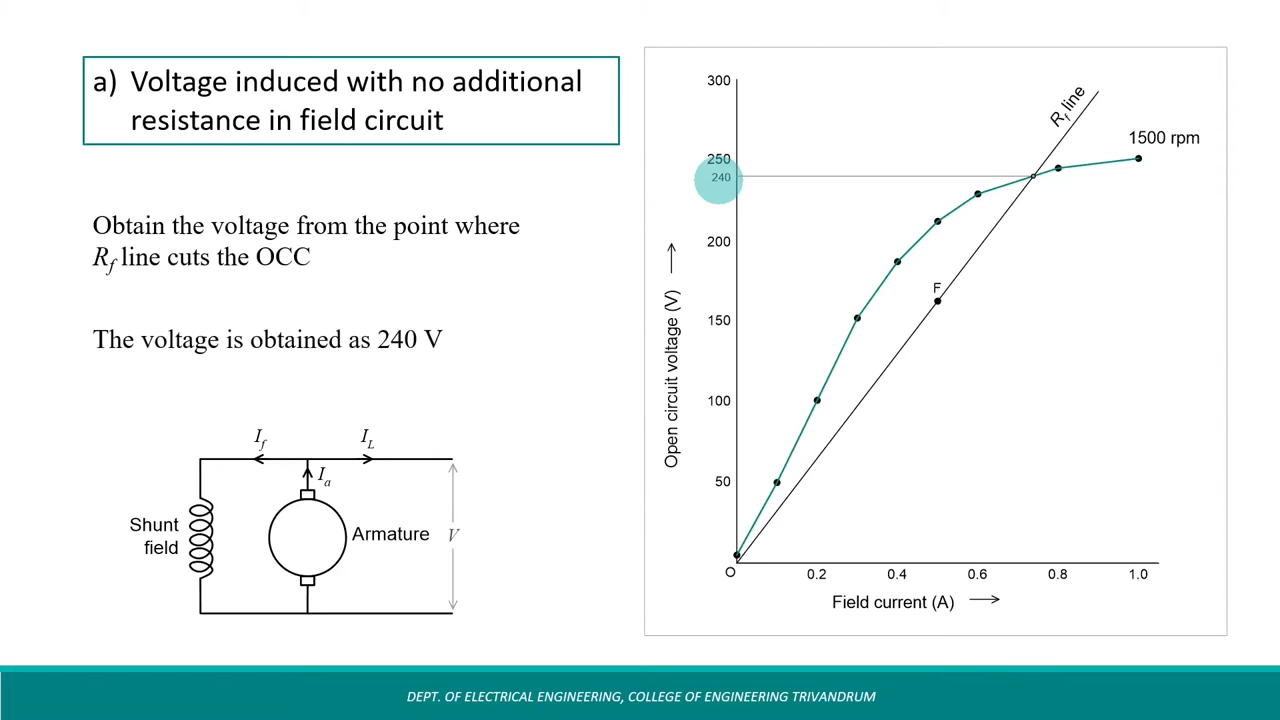 a) Voltage induced with no additional
resistance in field circuit
Obtain the voltage from the point where
Rf line cuts the OCC
The voltage is obtained as 240 V
If
IL
Ia
Shunt
field
Armature
V
300
250
240
200
150
100
50
O
0.2
0.4
0.6
0.8
1.0
Open circuit voltage (V)
Field current (A)
Rf line
1500 rpm
F
DEPT. OF ELECTRICAL ENGINEERING, COLLEGE OF ENGINEERING TRIVANDRUM